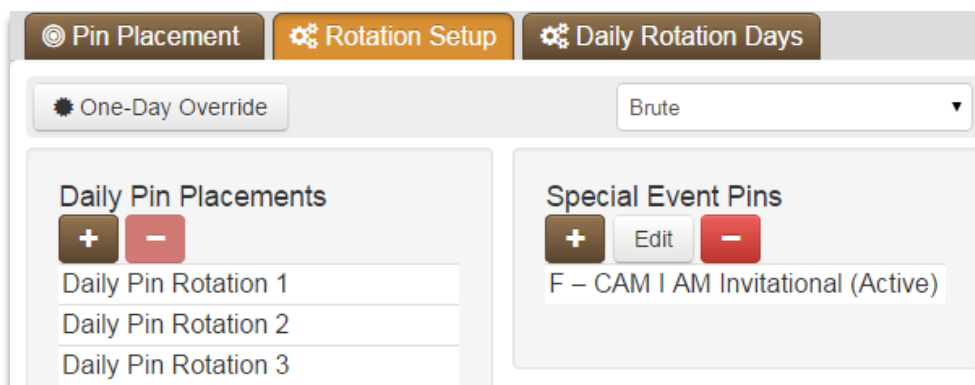 Pin Placement
Rotation Setup
Daily Rotation Days
One-Day Override
Brute
Daily Pin Placements
+ −
Daily Pin Rotation 1
Daily Pin Rotation 2
Daily Pin Rotation 3
Special Event Pins
+ Edit −
F – CAM I AM Invitational (Active)